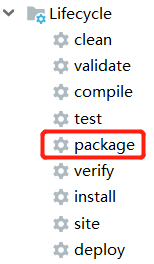 Lifecycle
clean
validate
compile
test
package
verify
install
site
deploy